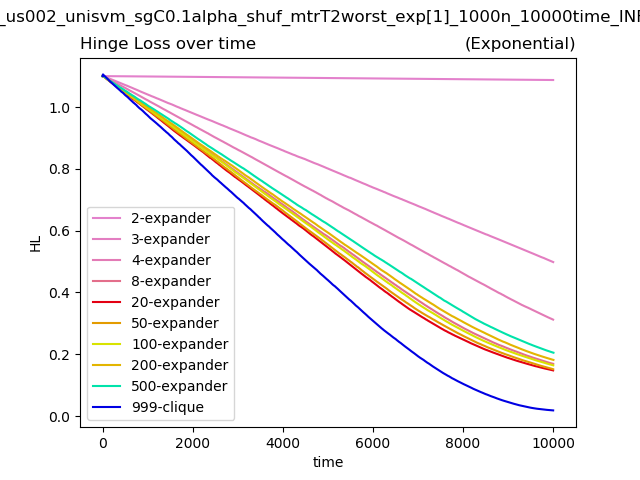 _us002_unisvm_sgC0.1alpha_shuf_mtrT2worst_exp[1]_1000n_10000time_INF
Hinge Loss over time
(Exponential)
HL
1.0
0.8
0.6
0.4
0.2
0.0
2-expander
3-expander
4-expander
8-expander
20-expander
50-expander
100-expander
200-expander
500-expander
999-clique
0
2000
4000
6000
8000
10000
time